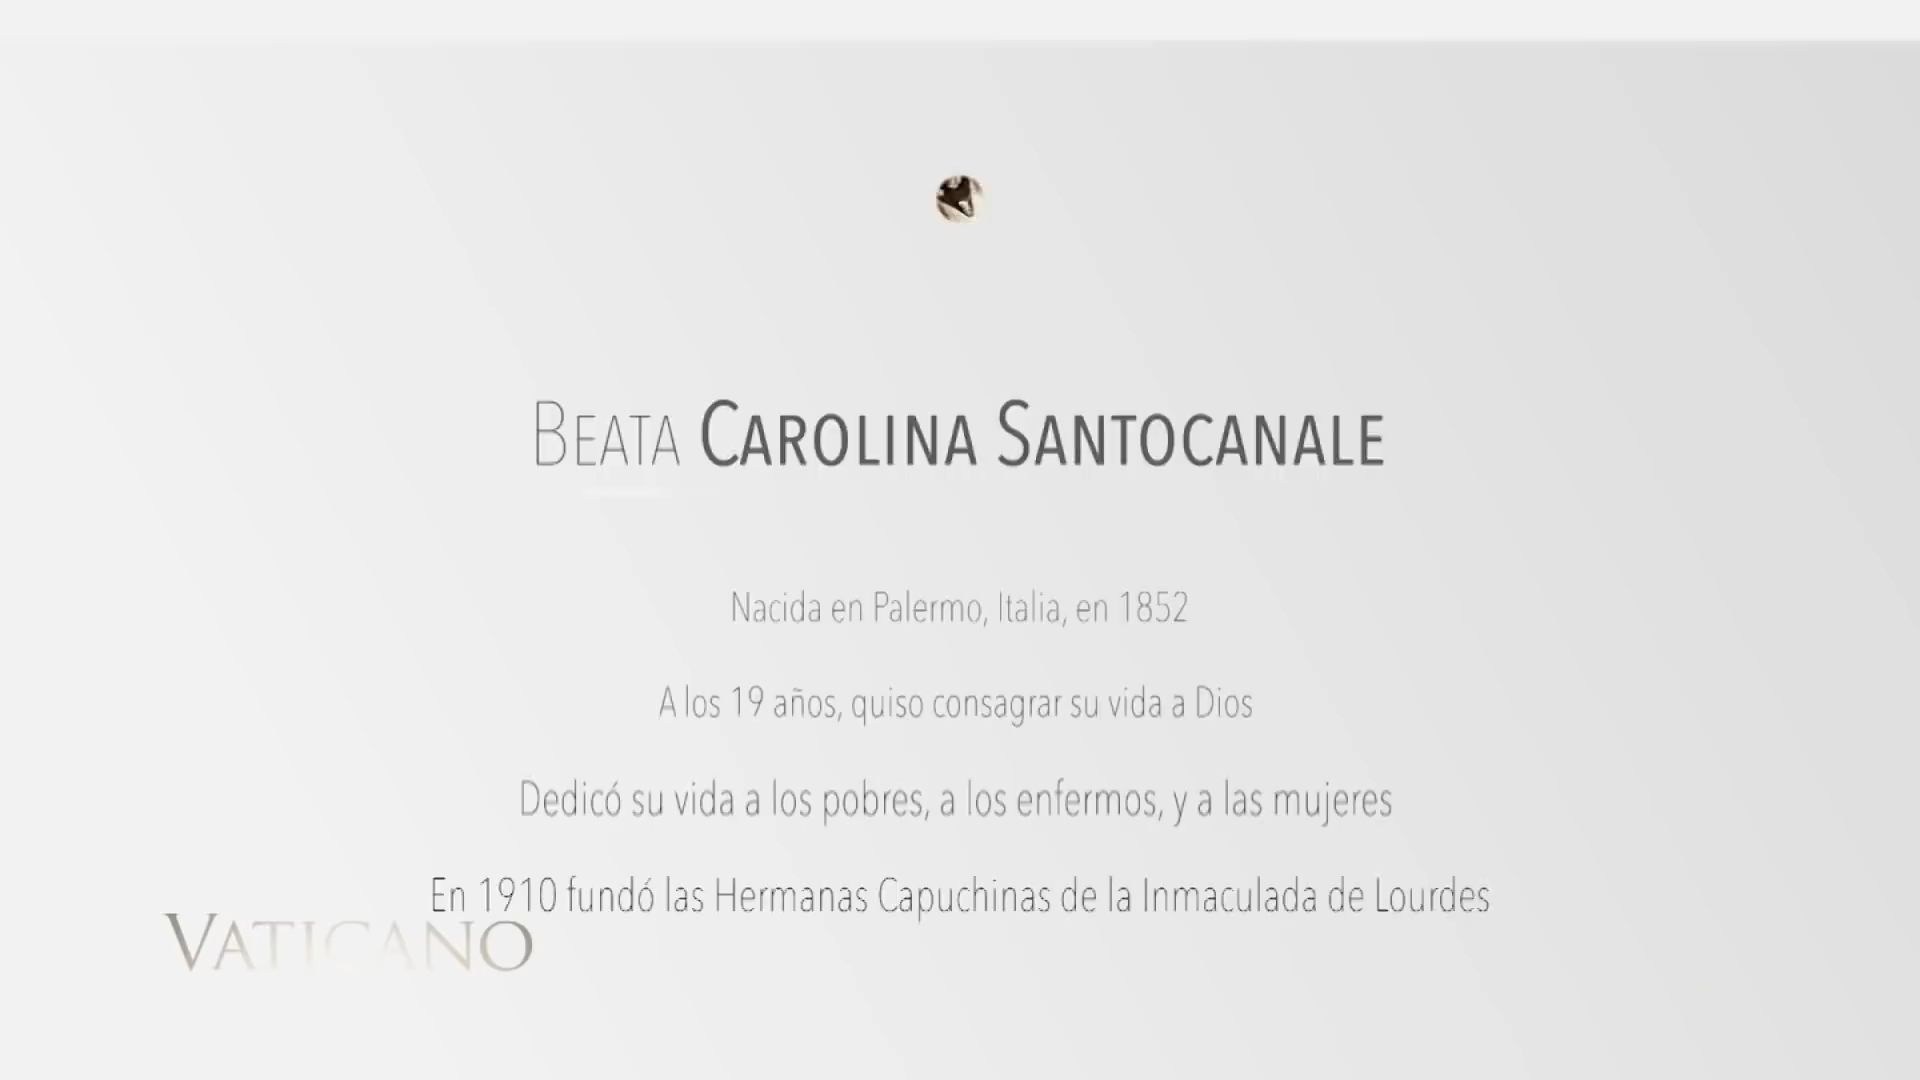 Beata Carolina Santocanale
Nacida en Palermo, Italia, en 1852
A los 19 años, quiso consagrar su vida a Dios
Dedicó su vida a los pobres, a los enfermos, y a las mujeres
En 1910 fundó las Hermanas Capuchinas de la Inmaculada de Lourdes
VATICANO